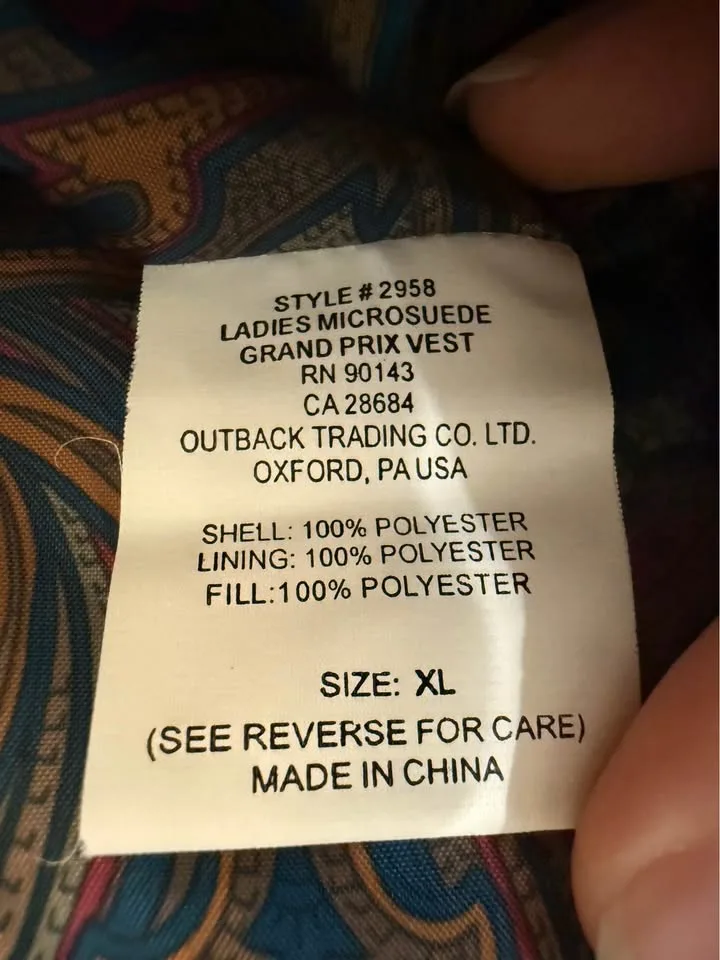 STYLE # 2958
LADIES MICROSUEDE
GRAND PRIX VEST
RN 90143
CA 28684
OUTBACK TRADING CO. LTD.
OXFORD, PA USA
SHELL: 100% POLYESTER
LINING: 100% POLYESTER
FILL:100% POLYESTER
SIZE: XL
(SEE REVERSE FOR CARE)
MADE IN CHINA